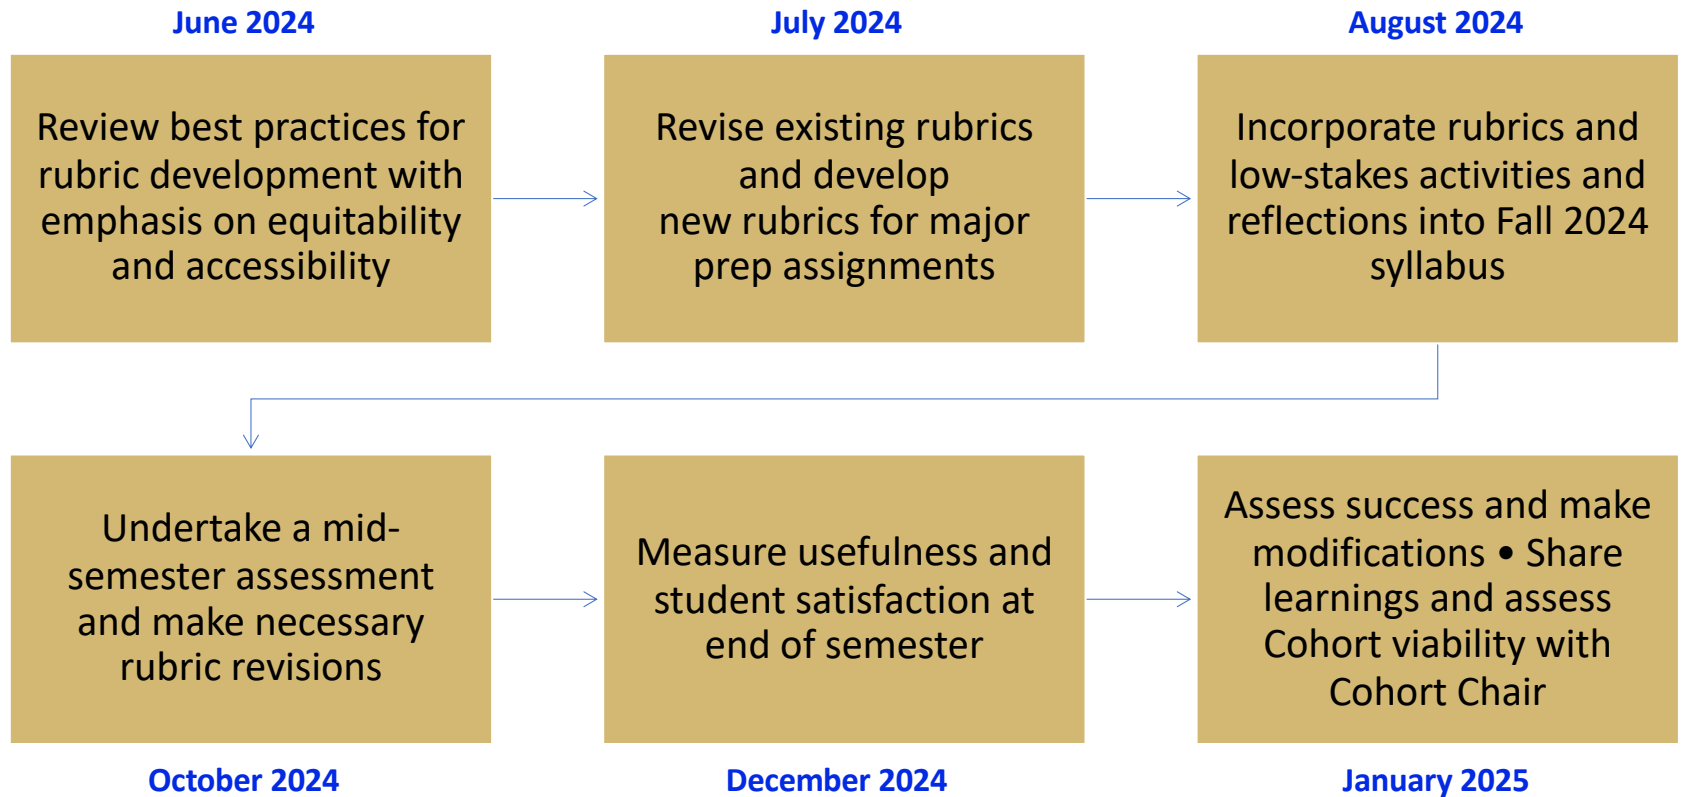 June 2024
July 2024
August 2024
Review best practices for
rubric development with
emphasis on equitability
and accessibility
Revise existing rubrics
and develop
new rubrics for major
prep assignments
Incorporate rubrics and
low-stakes activities and
reflections into Fall 2024
syllabus
Undertake a mid-
semester assessment
and make necessary
rubric revisions
Measure usefulness and
student satisfaction at
end of semester
Assess success and make
modifications • Share
learnings and assess
Cohort viability with
Cohort Chair
October 2024
December 2024
January 2025